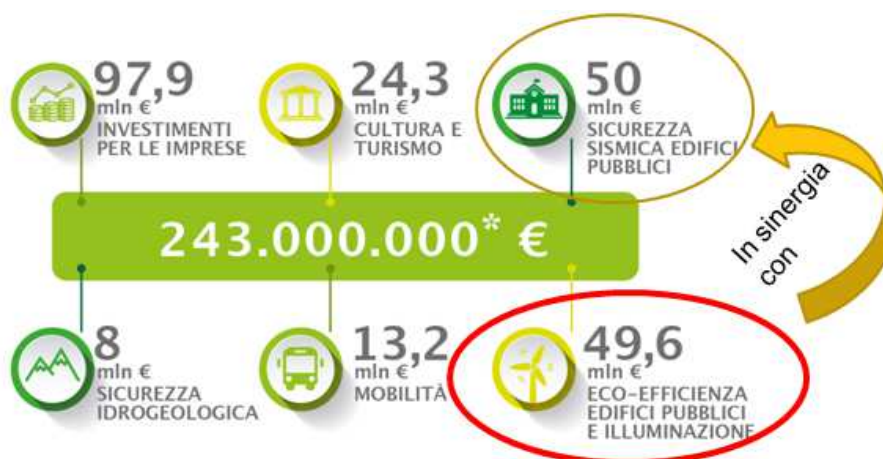 97,9
mln €
INVESTIMENTI
PER LE IMPRESE
24,3
mln €
CULTURA E
TURISMO
50
mln €
SICUREZZA
SISMICA EDIFICI
PUBBLICI
In sinergia
con
243.000.000* €
8
mln €
SICUREZZA
IDROGEOLOGICA
13,2
mln €
MOBILITÀ
49,6
mln €
ECO-EFFICIENZA
EDIFICI PUBBLICI
E ILLUMINAZIONE